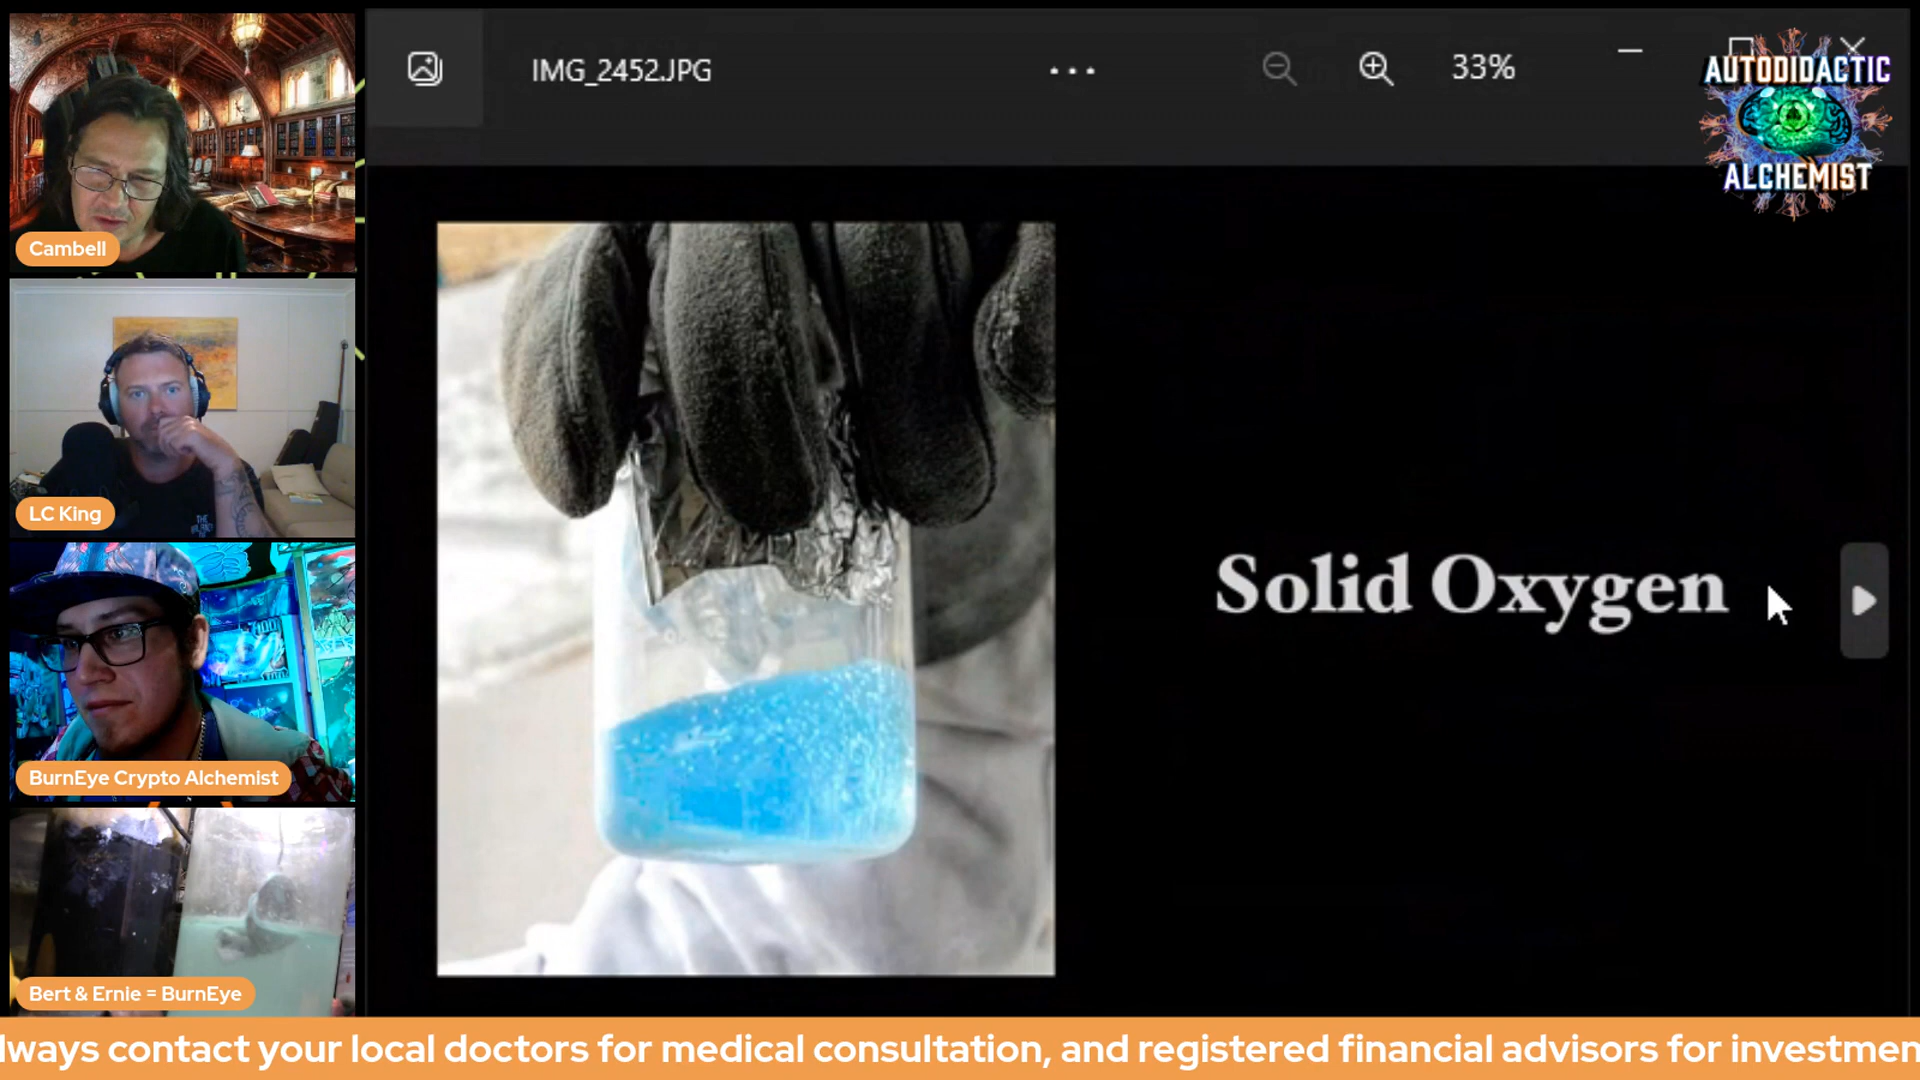 IMG_2452.JPG
33%
AUTODIDACTIC
ALCHEMIST
Cambell
LC King
Solid Oxygen
BurnEye Crypto Alchemist
Bert & Ernie = BurnEye
lways contact your local doctors for medical consultation, and registered financial advisors for investmen